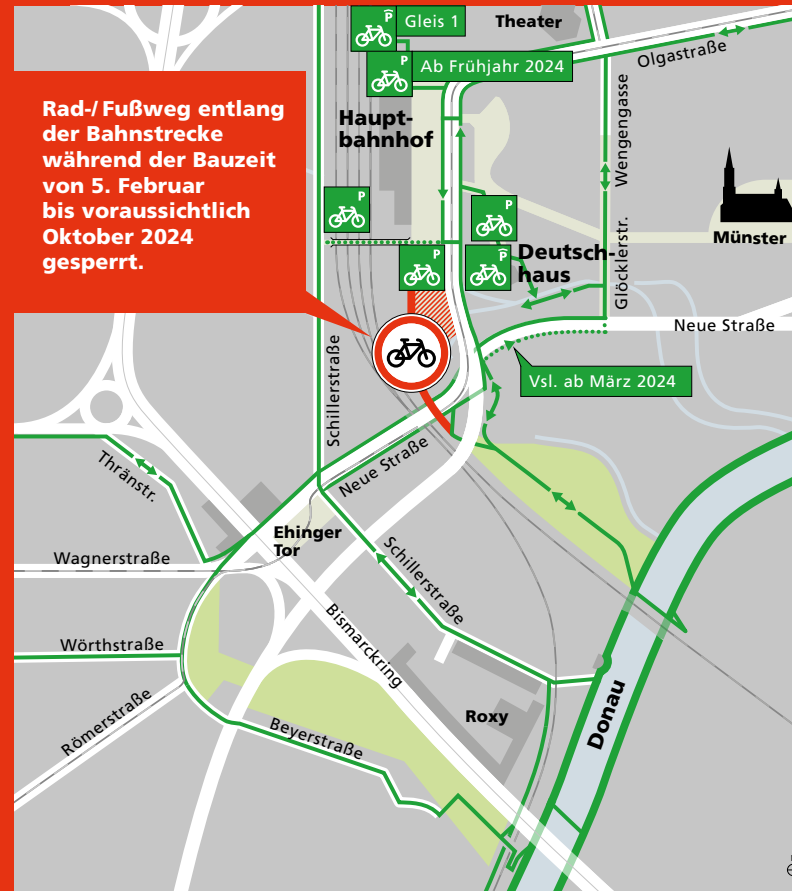 P
Gleis 1
Theater
Olgastraße
P
Ab Frühjahr 2024
Rad-/Fußweg entlang
der Bahnstrecke
während der Bauzeit
von 5. Februar
bis voraussichtlich
Oktober 2024
gesperrt.
Haupt-
bahnhof
Wengengasse
P
P
Münster
Deutsch-
haus
P
P
Glöcklerstr.
Neue Straße
Schillerstraße
Vsl. ab März 2024
Neue Straße
Thränstr.
Ehinger
Tor
Wagnerstraße
Schillerstraße
Bismarckring
Wörthstraße
Römerstraße
Beyerstraße
Roxy
Donau